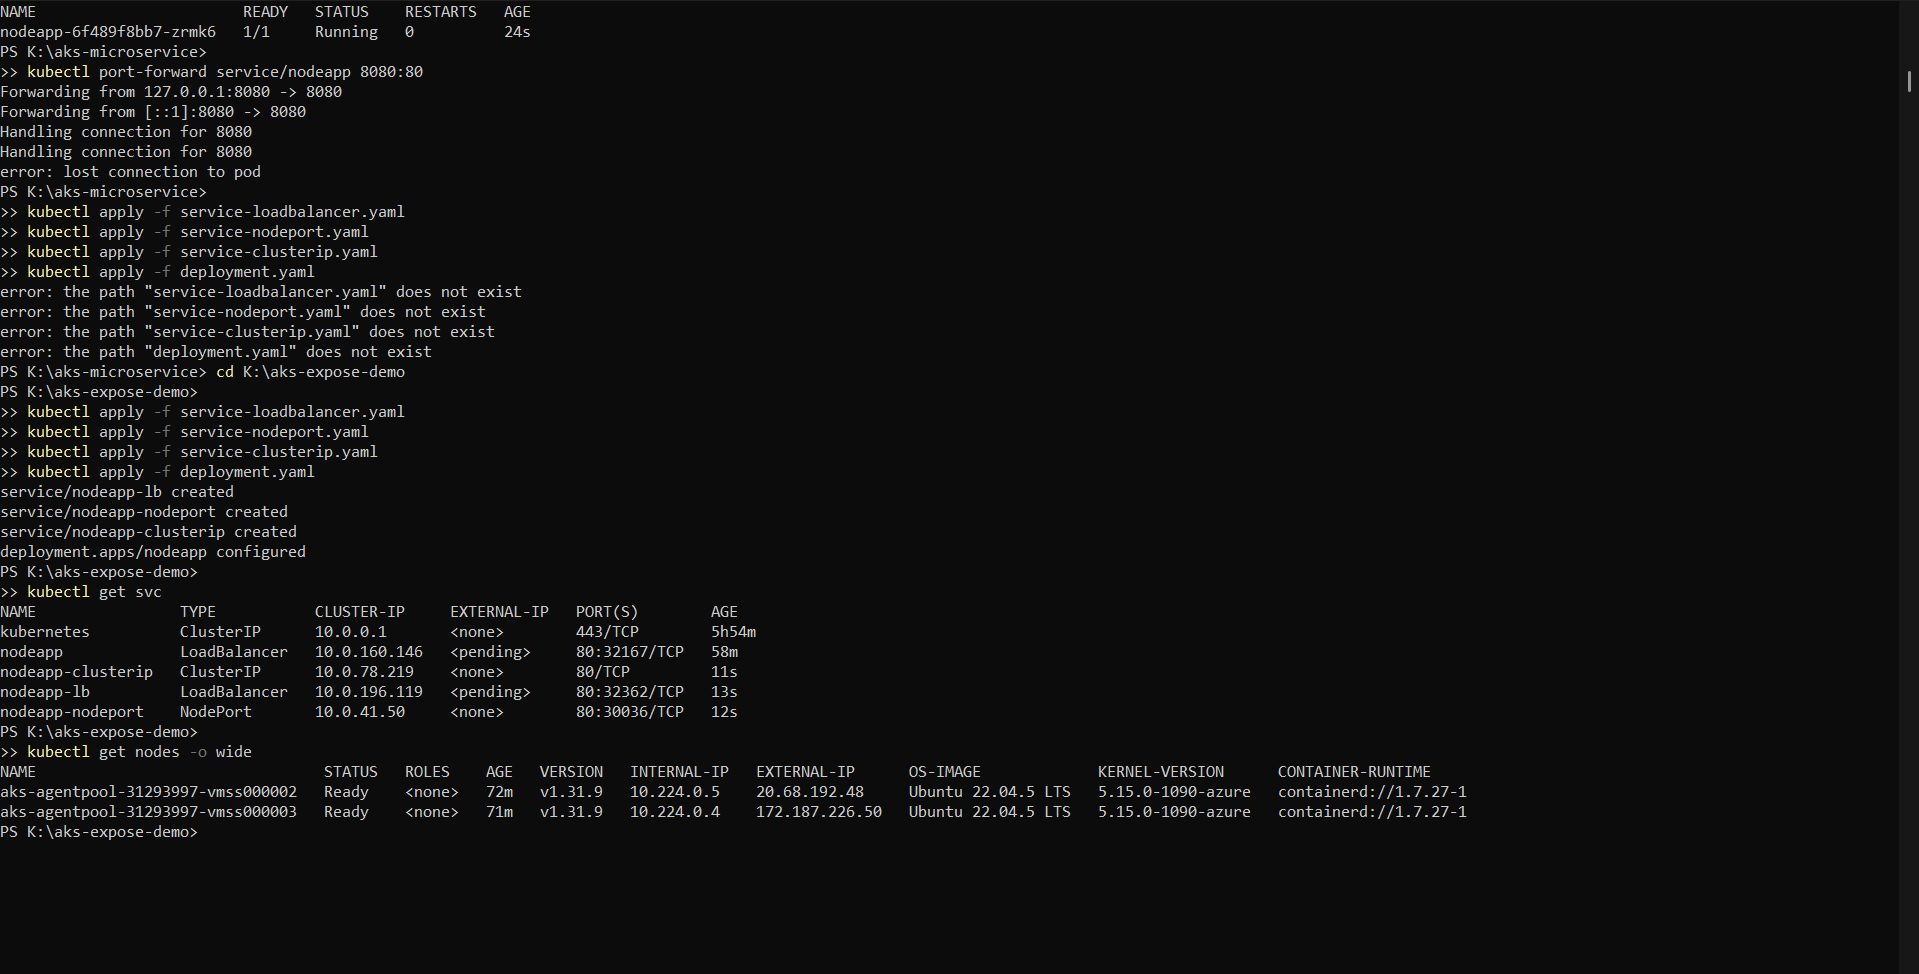 NAME                       READY   STATUS    RESTARTS   AGE
nodeapp-6f489f8bb7-zrmk6   1/1     Running   0          24s
PS K:\aks-microservice>
>> kubectl port-forward service/nodeapp 8080:80
Forwarding from 127.0.0.1:8080 -> 8080
Forwarding from [::1]:8080 -> 8080
Handling connection for 8080
Handling connection for 8080
error: lost connection to pod
PS K:\aks-microservice>
>> kubectl apply -f service-loadbalancer.yaml
>> kubectl apply -f service-nodeport.yaml
>> kubectl apply -f service-clusterip.yaml
>> kubectl apply -f deployment.yaml
error: the path "service-loadbalancer.yaml" does not exist
error: the path "service-nodeport.yaml" does not exist
error: the path "service-clusterip.yaml" does not exist
error: the path "deployment.yaml" does not exist
PS K:\aks-microservice> cd K:\aks-expose-demo
PS K:\aks-expose-demo>
>> kubectl apply -f service-loadbalancer.yaml
>> kubectl apply -f service-nodeport.yaml
>> kubectl apply -f service-clusterip.yaml
>> kubectl apply -f deployment.yaml
service/nodeapp-lb created
service/nodeapp-nodeport created
service/nodeapp-clusterip created
deployment.apps/nodeapp configured
PS K:\aks-expose-demo>
>> kubectl get svc
NAME                TYPE           CLUSTER-IP     EXTERNAL-IP   PORT(S)        AGE
kubernetes          ClusterIP      10.0.0.1       <none>        443/TCP        5h54m
nodeapp             LoadBalancer   10.0.160.146   <pending>     80:32167/TCP   58m
nodeapp-clusterip   ClusterIP      10.0.78.219    <none>        80/TCP         11s
nodeapp-lb          LoadBalancer   10.0.196.119   <pending>     80:32362/TCP   13s
nodeapp-nodeport    NodePort       10.0.41.50     <none>        80:30036/TCP   12s
PS K:\aks-expose-demo>
>> kubectl get nodes -o wide
NAME                                STATUS   ROLES    AGE   VERSION   INTERNAL-IP   EXTERNAL-IP      OS-IMAGE             KERNEL-VERSION      CONTAINER-RUNTIME
aks-agentpool-31293997-vmss000002   Ready    <none>   72m   v1.31.9   10.224.0.5    20.68.192.48     Ubuntu 22.04.5 LTS   5.15.0-1090-azure   containerd://1.7.27-1
aks-agentpool-31293997-vmss000003   Ready    <none>   71m   v1.31.9   10.224.0.4    172.187.226.50   Ubuntu 22.04.5 LTS   5.15.0-1090-azure   containerd://1.7.27-1
PS K:\aks-expose-demo>